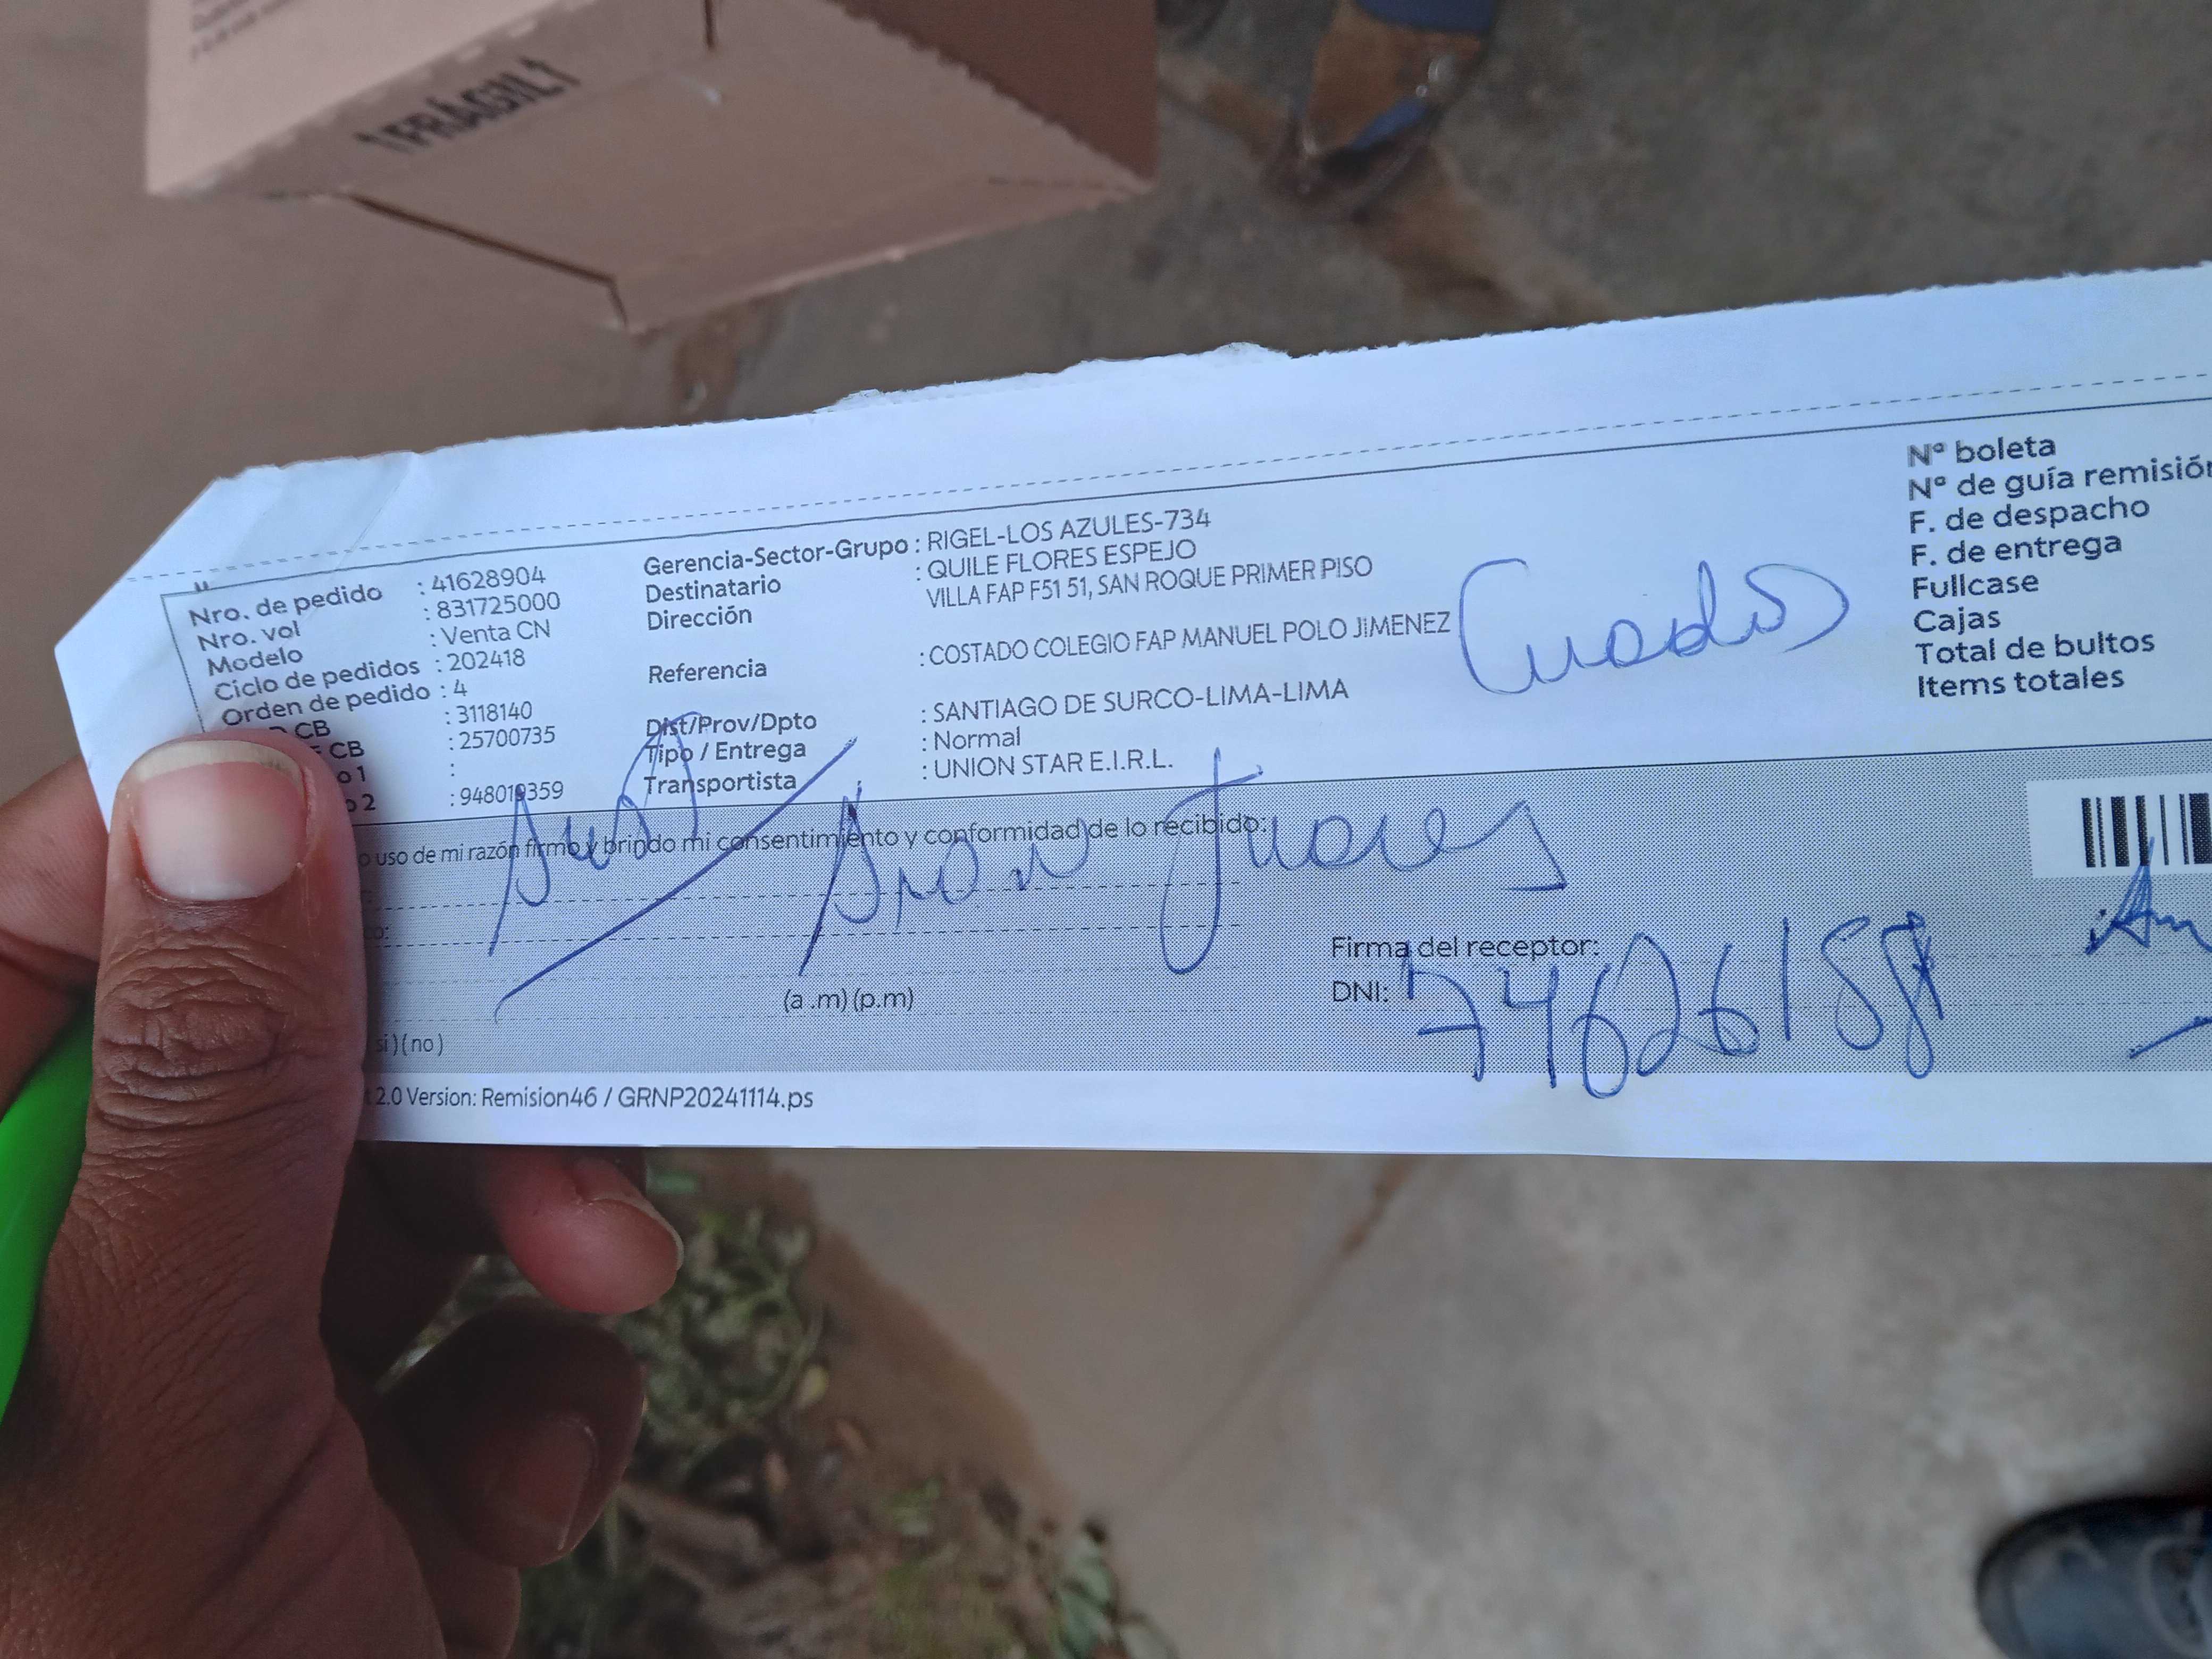 ¡FRÁGIL!
Nro. de pedido : 41628904
Nro. vol : 831725000
Modelo : Venta CN
Ciclo de pedidos : 202418
Orden de pedido : 4
CB : 3118140
CB : 25700735
o 1 :
o 2 : 948019359
Gerencia-Sector-Grupo : RIGEL-LOS AZULES-734
Destinatario : QUILE FLORES ESPEJO
Dirección VILLA FAP F51 51, SAN ROQUE PRIMER PISO
Referencia : COSTADO COLEGIO FAP MANUEL POLO JiMENEZ
Dist/Prov/Dpto : SANTIAGO DE SURCO-LIMA-LIMA
Tipo / Entrega : Normal
Transportista : UNION STAR E.I.R.L.
N° boleta
N° de guía remisión
F. de despacho
F. de entrega
Fullcase
Cajas
Total de bultos
Items totales
o uso de mi razón firmo y brindo mi consentimiento y conformidad de lo recibido:
Firma del receptor:
DNI: 74626158
(a .m) (p.m)
si ) ( no )
2.0 Version: Remision46 / GRNP20241114.ps